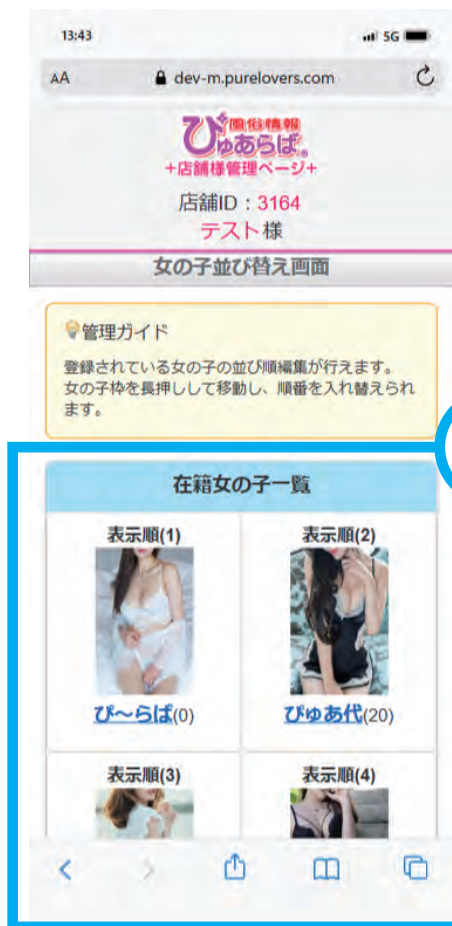 13:43
5G
AA dev-m.purelovers.com
風俗情報
ぴゅあらば。
+店舗様管理ページ+
店舗ID：3164
テスト様
女の子並び替え画面
管理ガイド
登録されている女の子の並び順編集が行えます。
女の子枠を長押しして移動し、順番を入れ替えられ
ます。
在籍女の子一覧
表示順(1) 表示順(2)
ぴ～らば(0) ぴゅあ代(20)
表示順(3) 表示順(4)